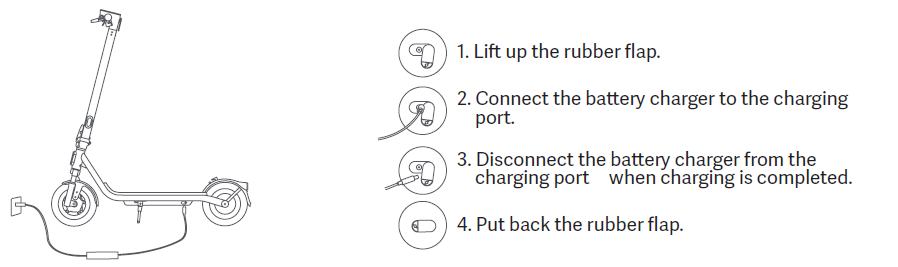 1. Lift up the rubber flap.
2. Connect the battery charger to the charging
port.
3. Disconnect the battery charger from the
charging port when charging is completed.
4. Put back the rubber flap.